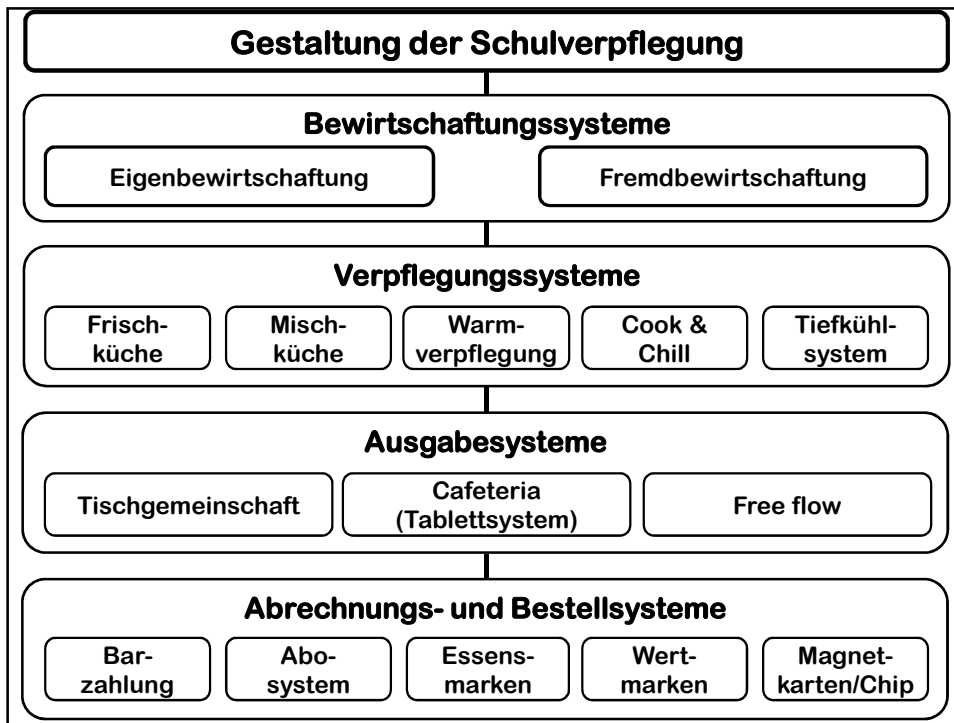 Gestaltung der Schulverpflegung
Bewirtschaftungssysteme
Eigenbewirtschaftung
Fremdbewirtschaftung
Verpflegungssysteme
Frisch-
küche
Misch-
küche
Warm-
verpflegung
Cook &
Chill
Tiefkühl-
system
Ausgabesysteme
Tischgemeinschaft
Cafeteria
(Tablettsystem)
Free flow
Abrechnungs- und Bestellsysteme
Bar-
zahlung
Abo-
system
Essens-
marken
Wert-
marken
Magnet-
karten/Chip